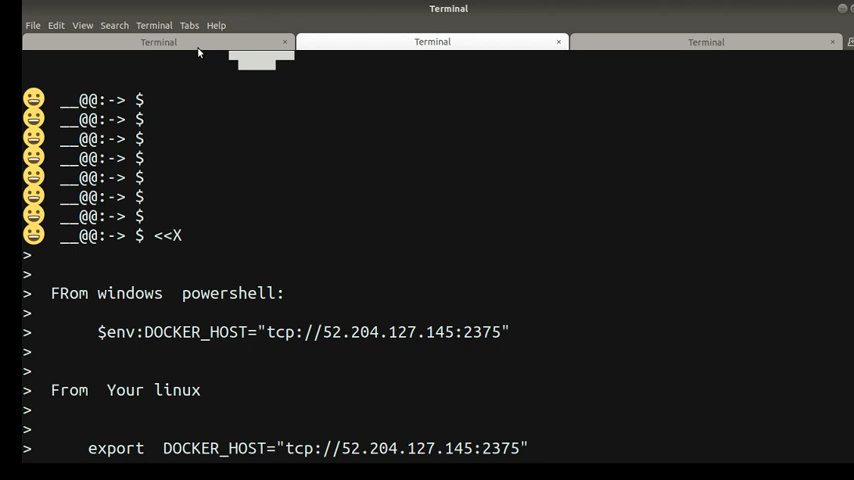 Terminal
File Edit View Search Terminal Tabs Help
Terminal × Terminal × Terminal ×
__@@:-> $
__@@:-> $
__@@:-> $
__@@:-> $
__@@:-> $
__@@:-> $
__@@:-> $
__@@:-> $ <<X
>
>
> FRom windows powershell:
>
> $env:DOCKER_HOST="tcp://52.204.127.145:2375"
>
>
> From Your linux
>
>
> export DOCKER_HOST="tcp://52.204.127.145:2375"